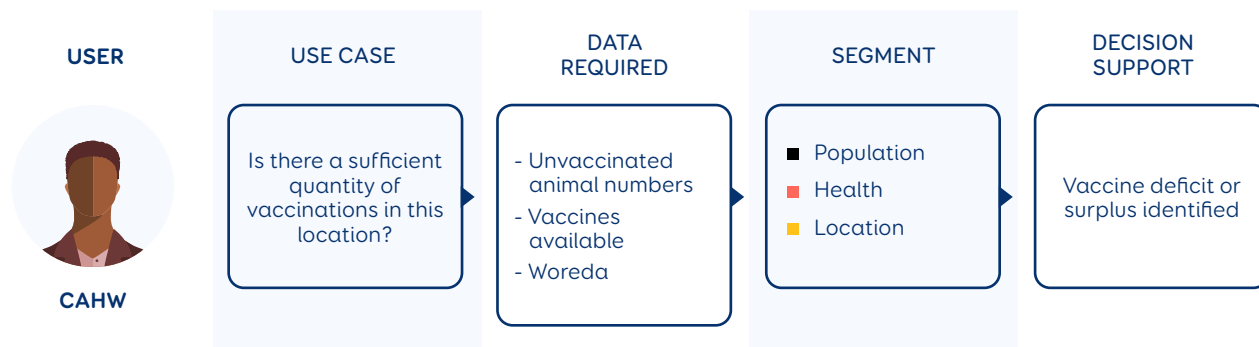 USER
CAHW
USE CASE
Is there a sufficient
quantity of
vaccinations in this
location?
DATA
REQUIRED
- Unvaccinated
animal numbers
- Vaccines
available
- Woreda
SEGMENT
Population
Health
Location
DECISION
SUPPORT
Vaccine deficit or
surplus identified